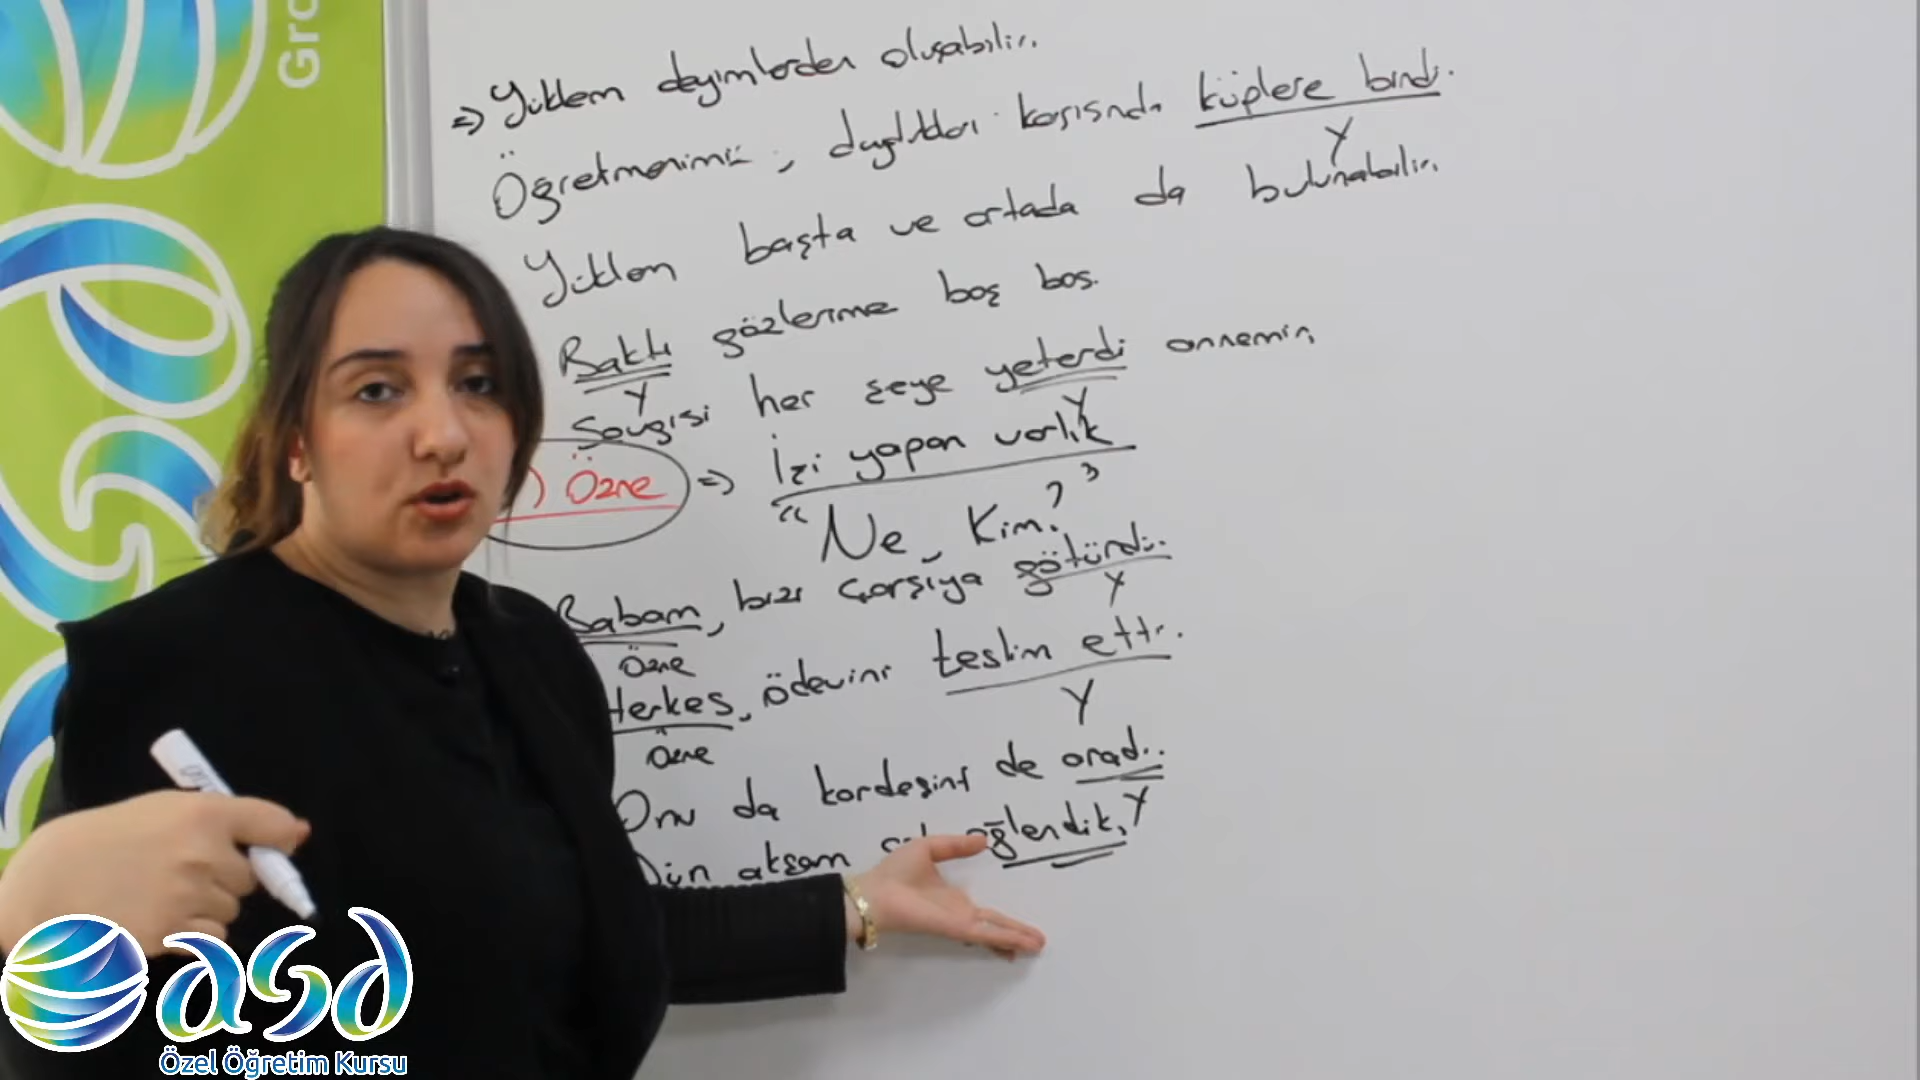 Gro
=> Yüklem deyimlerden oluşabilir.
Öğretmenimiz, duydukları karşısında küplere bindi.
Y
Yüklem başta ve ortada da bulunabilir.
Baktı gözlerime boş boş.
Y
Sevgisi her şeye yeterdi annemin.
Y
) Özne => İşi yapan varlık
"Ne, Kim?"
Babam, bizi çarşıya götürdü.
Özne Y
Herkes, ödevini teslim etti.
Özne Y
Onu da kardeşini de aradı.
Y
Dün akşam eğlendik.
asd
Özel Öğretim Kursu